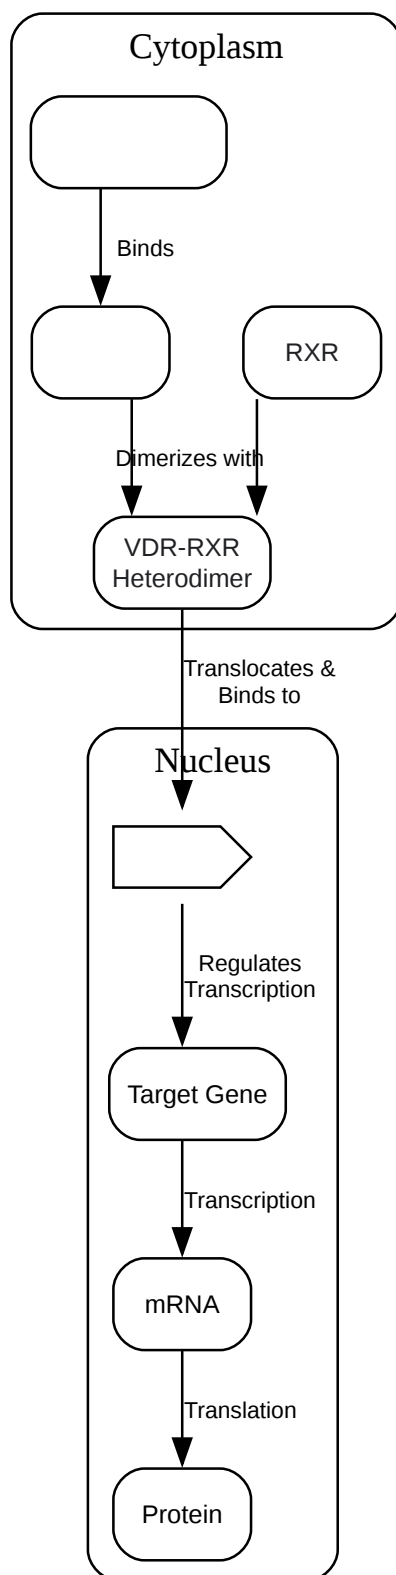 Cytoplasm
Binds
RXR
Dimerizes with
VDR-RXR
Heterodimer
Translocates &
Binds to
Nucleus
Regulates
Transcription
Target Gene
Transcription
mRNA
Translation
Protein